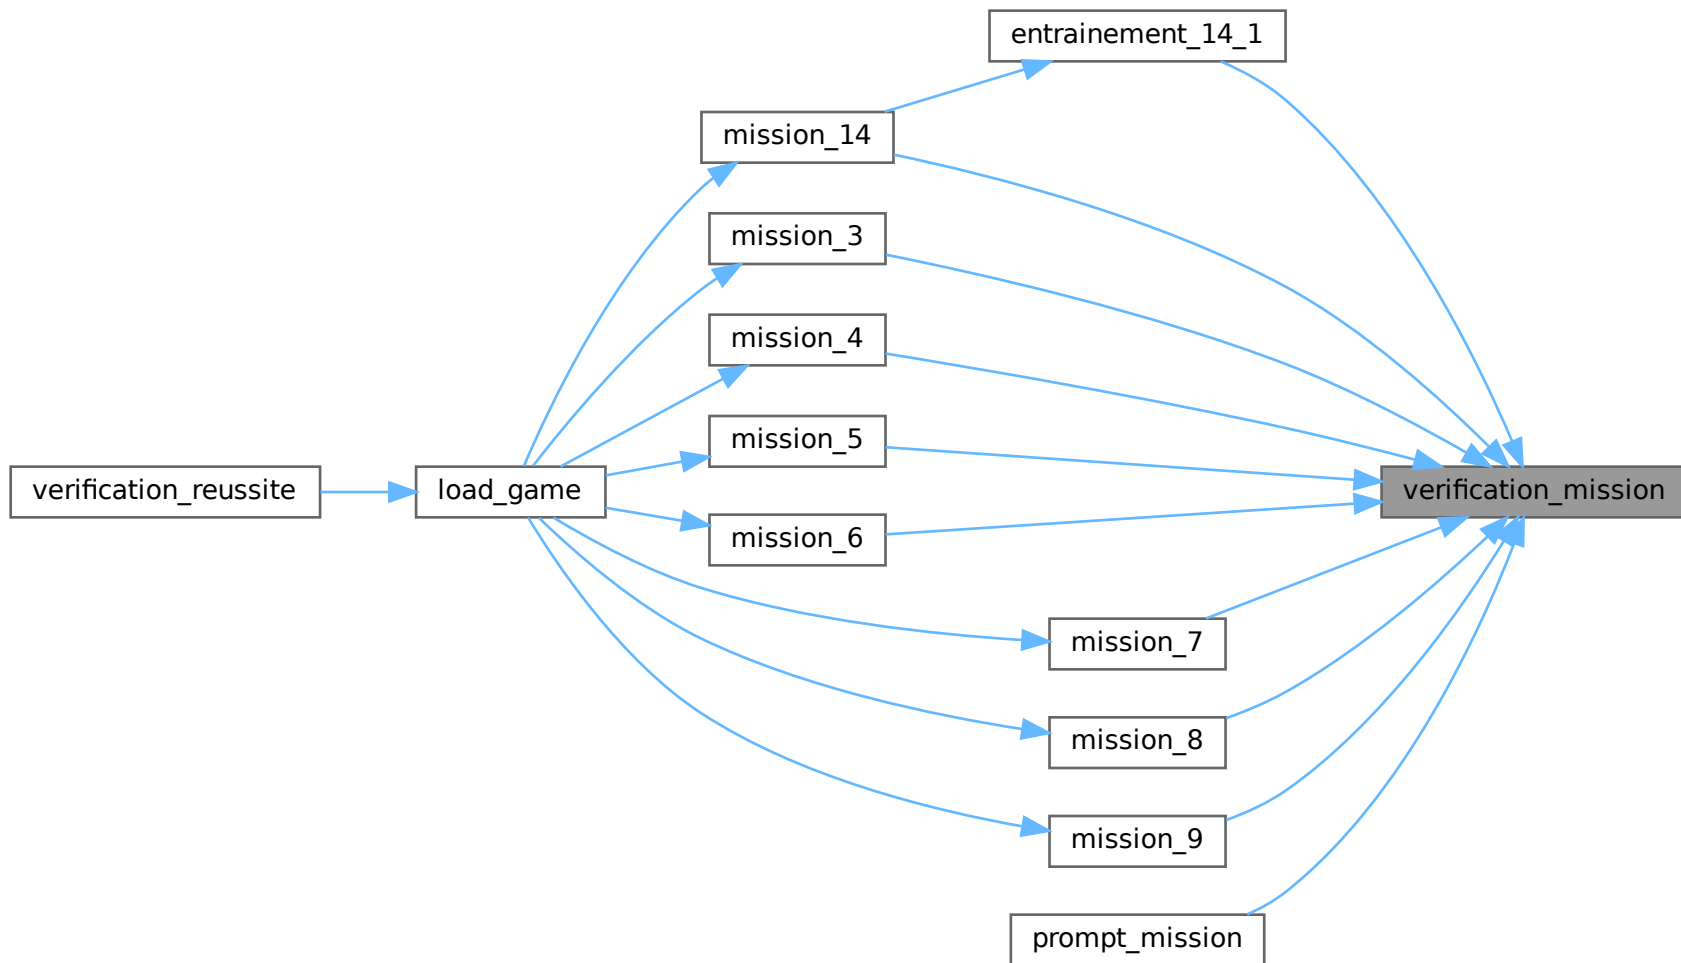 entrainement_14_1
mission_14
mission_3
mission_4
mission_5
verification_reussite
load_game
verification_mission
mission_6
mission_7
mission_8
mission_9
prompt_mission